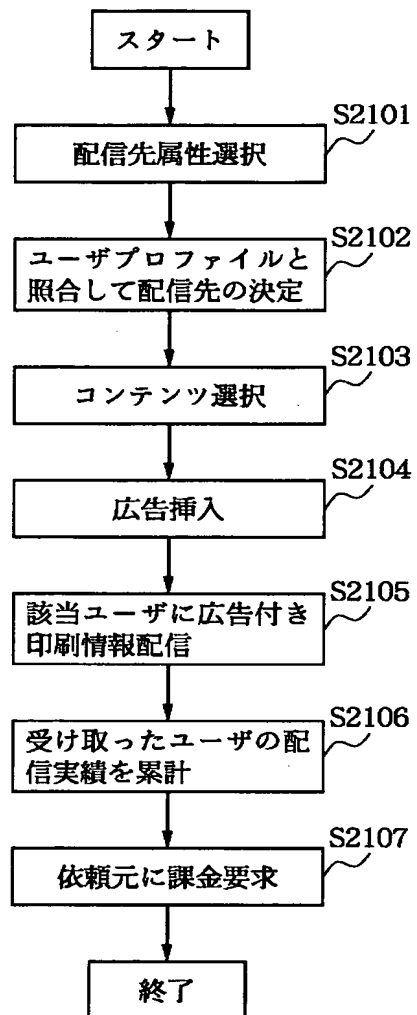 スタート
S2101
配信先属性選択
S2102
ユーザプロファイルと
照合して配信先の決定
S2103
コンテンツ選択
S2104
広告挿入
S2105
該当ユーザに広告付き
印刷情報配信
S2106
受け取ったユーザの配
信実績を累計
S2107
依頼元に課金要求
終了